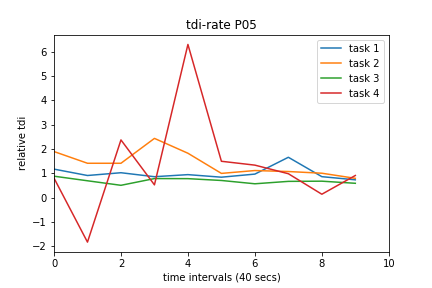 tdi-rate P05
task 1
task 2
task 3
task 4
relative tdi
6
5
4
3
2
1
0
−1
−2
0 2 4 6 8 10
time intervals (40 secs)